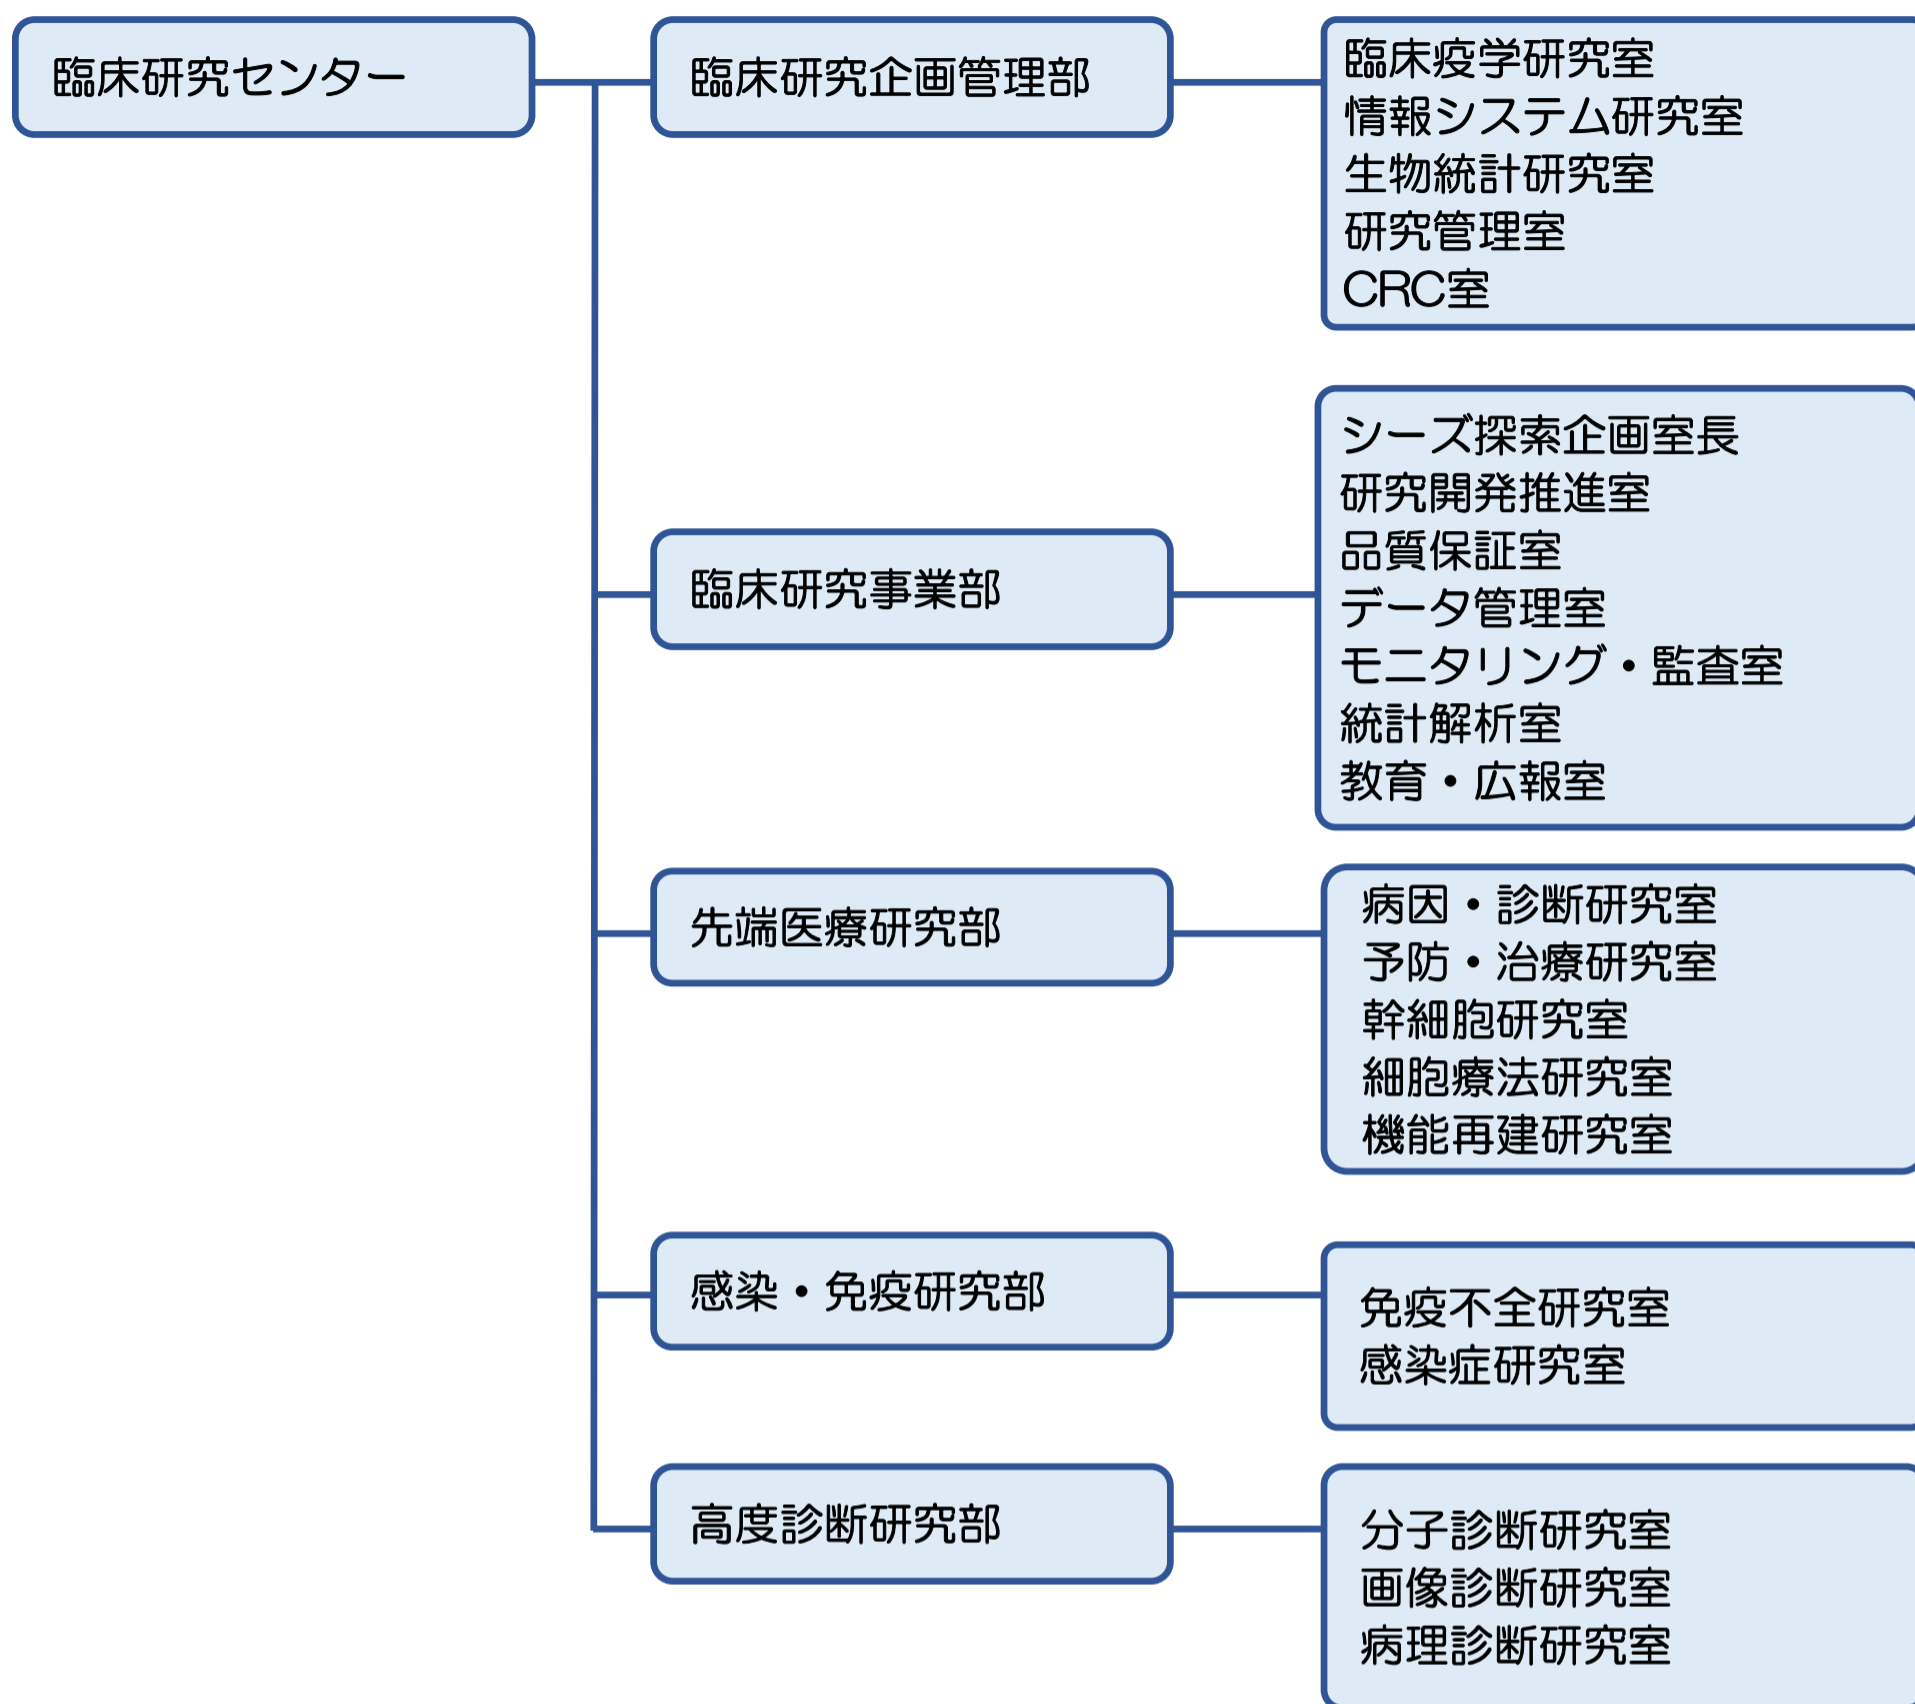 臨床研究センター
臨床研究企画管理部
臨床疫学研究室
情報システム研究室
生物統計研究室
研究管理室
CRC室
臨床研究事業部
シーズ探索企画室長
研究開発推進室
品質保証室
データ管理室
モニタリング・監査室
統計解析室
教育・広報室
先端医療研究部
病因・診断研究室
予防・治療研究室
幹細胞研究室
細胞療法研究室
機能再建研究室
感染・免疫研究部
免疫不全研究室
感染症研究室
高度診断研究部
分子診断研究室
画像診断研究室
病理診断研究室